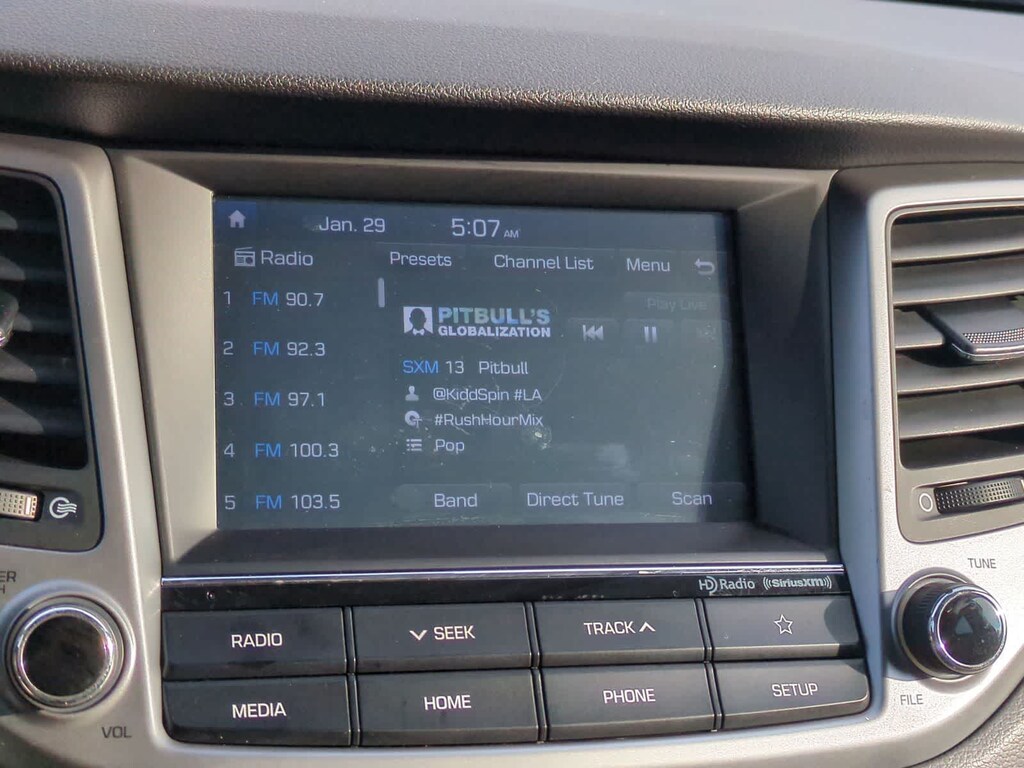 Jan. 29 5:07 AM
Radio Presets Channel List Menu
1 FM 90.7
Play Live
PITBULL'S
GLOBALIZATION
2 FM 92.3
SXM 13 Pitbull
3 FM 97.1
@KiddSpin #LA
#RushHourMix
4 FM 100.3
Pop
5 FM 103.5
Band Direct Tune Scan
HD Radio ((SiriusXM))
TUNE
RADIO SEEK TRACK
FILE
MEDIA HOME PHONE SETUP
VOL